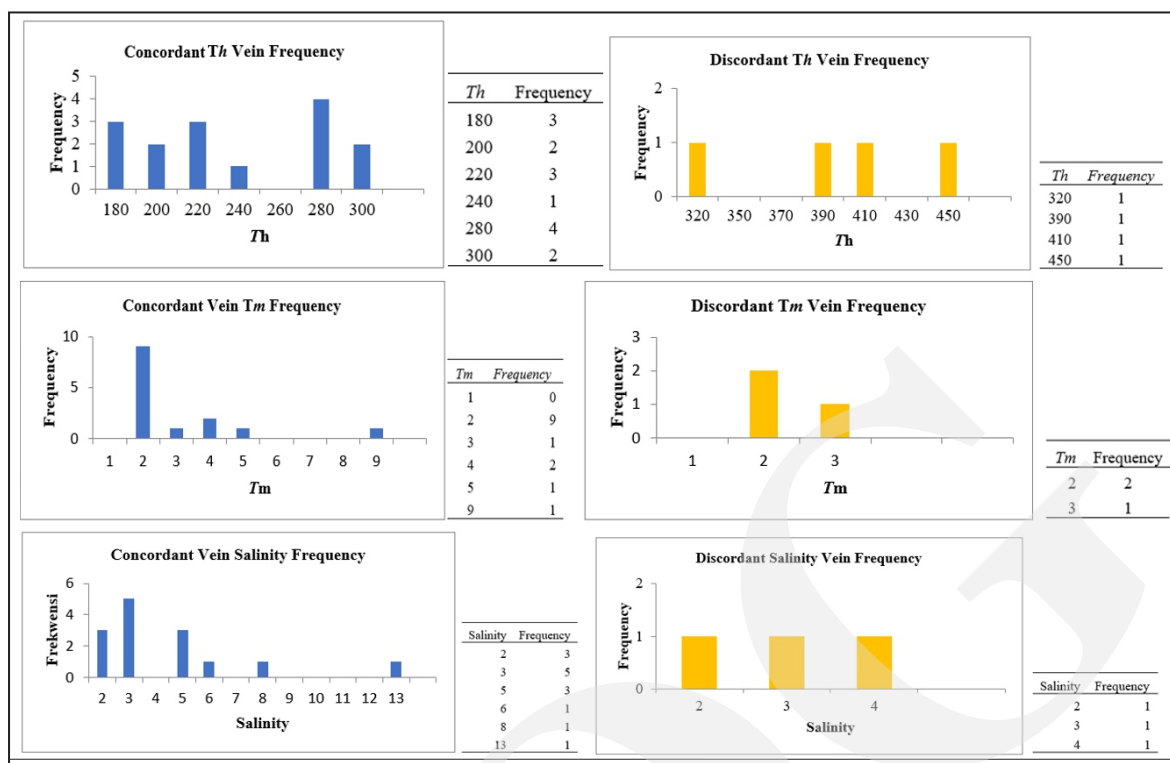 Concordant Th Vein Frequency
Frequency
5
4
3
2
1
0
180 200 220 240 260 280 300
Th
Th Frequency
180 3
200 2
220 3
240 1
280 4
300 2
Discordant Th Vein Frequency
Frequency
2
1
0
320 350 370 390 410 430 450
Th
Th Frequency
320 1
390 1
410 1
450 1
Concordant Vein Tm Frequency
Frequency
10
5
0
1 2 3 4 5 6 7 8 9
Tm
Tm Frequency
1 0
2 9
3 1
4 2
5 1
9 1
Discordant Tm Vein Frequency
Frequency
3
2
1
0
1 2 3
Tm
Tm Frequency
2 2
3 1
Concordant Vein Salinity Frequency
Frekwensi
6
4
2
0
2 3 4 5 6 7 8 9 10 11 12 13
Salinity
Salinity Frequency
2 3
3 5
5 3
6 1
8 1
13 1
Discordant Salinity Vein Frequency
Frequency
2
1
0
2 3 4
Salinity
Salinity Frequency
2 1
3 1
4 1